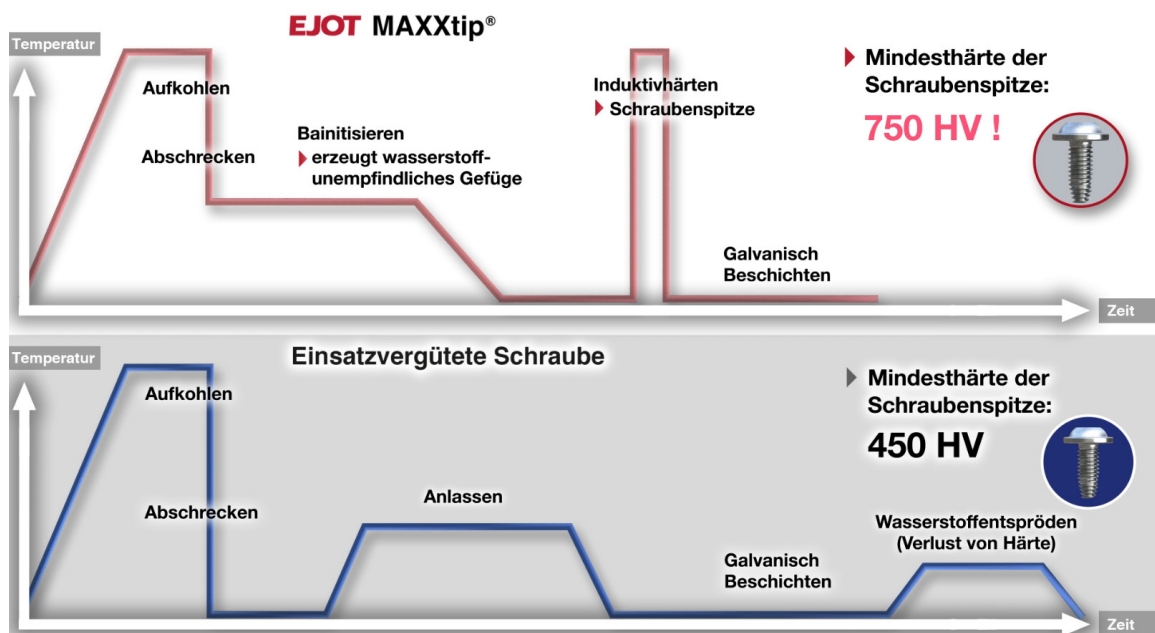 EJOT MAXXtip®
Temperatur
Aufkohlen
Abschrecken
Bainitisieren
erzeugt wasserstoff-
unempfindliches Gefüge
Induktivhärten
Schraubenspitze
Galvanisch
Beschichten
Mindesthärte der
Schraubenspitze:
750 HV !
Zeit
Einsatzvergütete Schraube
Temperatur
Aufkohlen
Abschrecken
Anlassen
Galvanisch
Beschichten
Mindesthärte der
Schraubenspitze:
450 HV
Wasserstoffentspröden
(Verlust von Härte)
Zeit